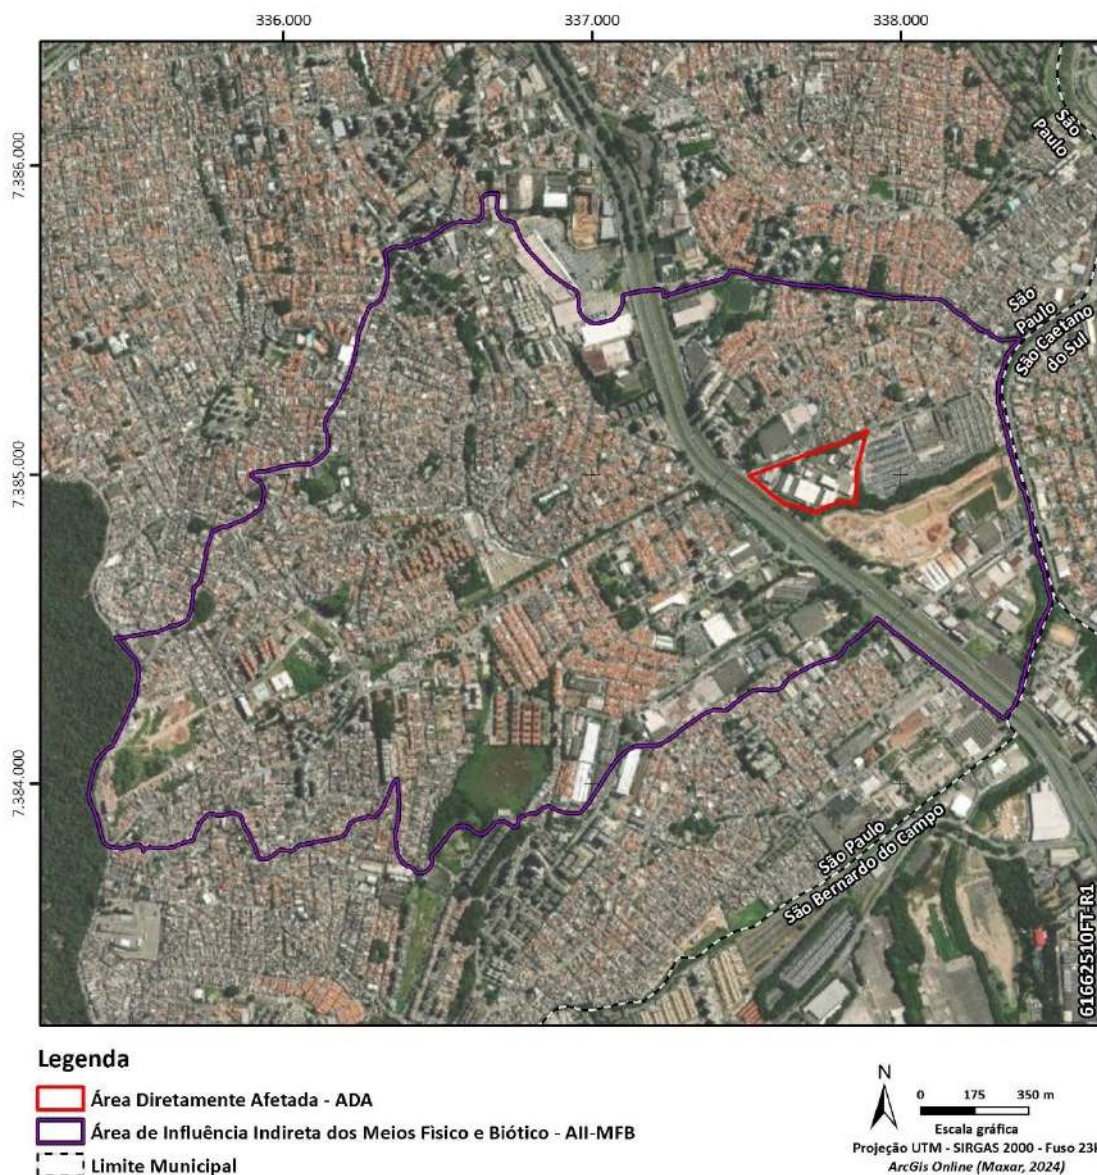 336.000
337.000
338.000
7.386.000
7.385.000
7.384.000
São
Paulo
São
Paulo
São Caetano
do Sul
São Paulo
São Bernardo do Campo
61662510FT-R1
Legenda
Área Diretamente Afetada - ADA
Área de Influência Indireta dos Meios Físico e Biótico - AII-MFB
Limite Municipal
N
0 175 350 m
Escala gráfica
Projeção UTM - SIRGAS 2000 - Fuso
ArcGis Online (Maxar, 2024)